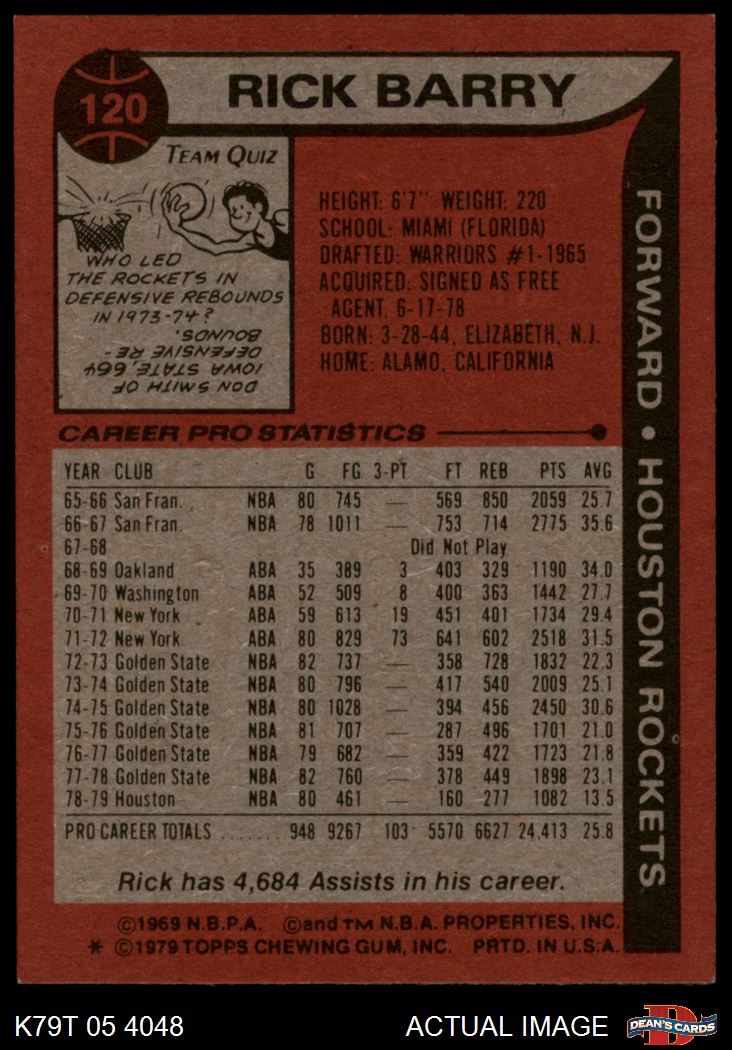 120
RICK BARRY
TEAM QUIZ
WHO LED
THE ROCKETS IN
DEFENSIVE REBOUNDS
IN 1973-74?
DON SMITH OF
IOWA STATE, 664
DEFENSIVE RE-
BOUNDS.
HEIGHT: 6'7" WEIGHT: 220
SCHOOL: MIAMI (FLORIDA)
DRAFTED: WARRIORS #1-1965
ACQUIRED: SIGNED AS FREE
AGENT, 6-17-78
BORN: 3-28-44, ELIZABETH, N.J.
HOME: ALAMO, CALIFORNIA
FORWARD • HOUSTON ROCKETS
CAREER PRO STATISTICS
YEAR CLUB G FG 3-PT FT REB PTS AVG
65-66 San Fran. NBA 80 745 — 569 850 2059 25.7
66-67 San Fran. NBA 78 1011 — 753 714 2775 35.6
67-68 Did Not Play
68-69 Oakland ABA 35 389 3 403 329 1190 34.0
69-70 Washington ABA 52 509 8 400 363 1442 27.7
70-71 New York ABA 59 613 19 451 401 1734 29.4
71-72 New York ABA 80 829 73 641 602 2518 31.5
72-73 Golden State NBA 82 737 — 358 728 1832 22.3
73-74 Golden State NBA 80 796 — 417 540 2009 25.1
74-75 Golden State NBA 80 1028 — 394 456 2450 30.6
75-76 Golden State NBA 81 707 — 287 496 1701 21.0
76-77 Golden State NBA 79 682 — 359 422 1723 21.8
77-78 Golden State NBA 82 760 — 378 449 1898 23.1
78-79 Houston NBA 80 461 — 160 277 1082 13.5
PRO CAREER TOTALS ....... 948 9267 103 5570 6627 24,413 25.8
Rick has 4,684 Assists in his career.
©1969 N.B.P.A. ©and TM N.B.A. PROPERTIES, INC.
* ©1979 TOPPS CHEWING GUM, INC. PRTD. IN U.S.A.
K79T 05 4048 ACTUAL IMAGE
D
DEAN'S CARDS